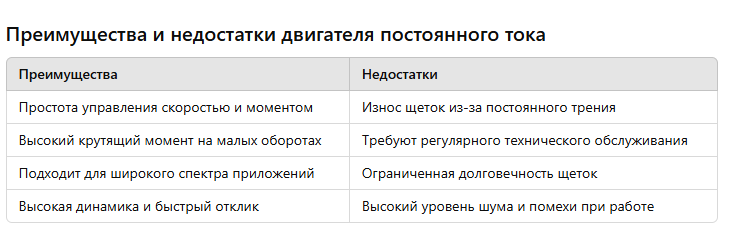 Преимущества и недостатки двигателя постоянного тока
Преимущества Недостатки
Простота управления скоростью и моментом Износ щеток из-за постоянного трения
Высокий крутящий момент на малых оборотах Требуют регулярного технического обслуживания
Подходит для широкого спектра приложений Ограниченная долговечность щеток
Высокая динамика и быстрый отклик Высокий уровень шума и помехи при работе